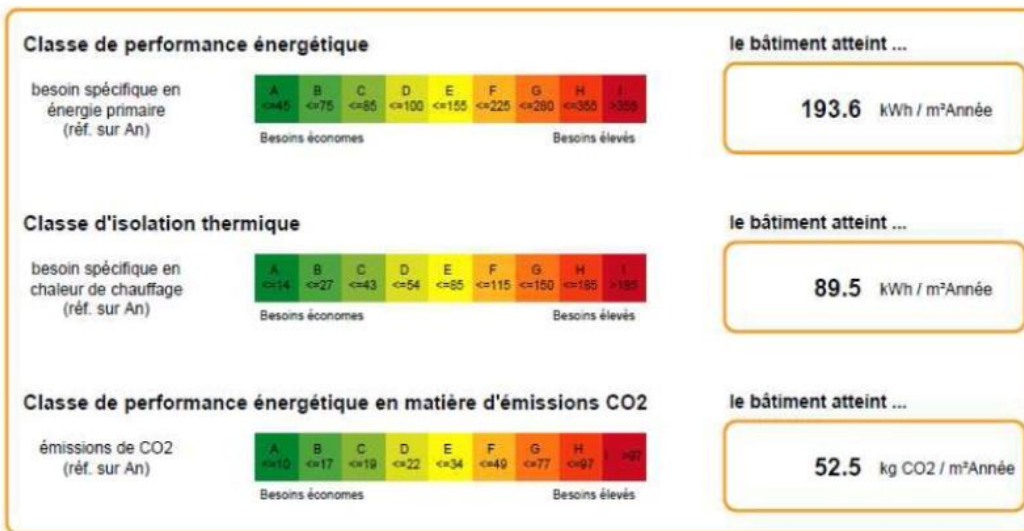 Classe de performance énergétique
le bâtiment atteint ...
besoin spécifique en
énergie primaire
(réf. sur An)
A B C D E F G H I
<=45 <=75 <=85 <=100 <=155 <=225 <=280 <=355 >355
Besoins économes Besoins élevés
193.6 kWh / m²Année
Classe d'isolation thermique
le bâtiment atteint ...
besoin spécifique en
chaleur de chauffage
(réf. sur An)
A B C D E F G H I
<=14 <=27 <=43 <=54 <=85 <=115 <=150 <=185 >185
Besoins économes Besoins élevés
89.5 kWh / m²Année
Classe de performance énergétique en matière d'émissions CO2
le bâtiment atteint ...
émissions de CO2
(réf. sur An)
A B C D E F G H I
<=10 <=17 <=19 <=22 <=34 <=49 <=77 <=97 >97
Besoins économes Besoins élevés
52.5 kg CO2 / m²Année